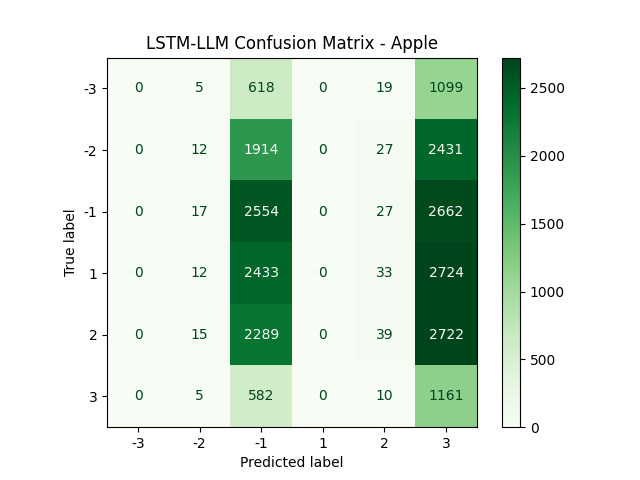 LSTM-LLM Confusion Matrix - Apple
-3 0 5 618 0 19 1099
-2 0 12 1914 0 27 2431
-1 0 17 2554 0 27 2662
1 0 12 2433 0 33 2724
2 0 15 2289 0 39 2722
3 0 5 582 0 10 1161
-3 -2 -1 1 2 3
True label
Predicted label
2500
2000
1500
1000
500
0